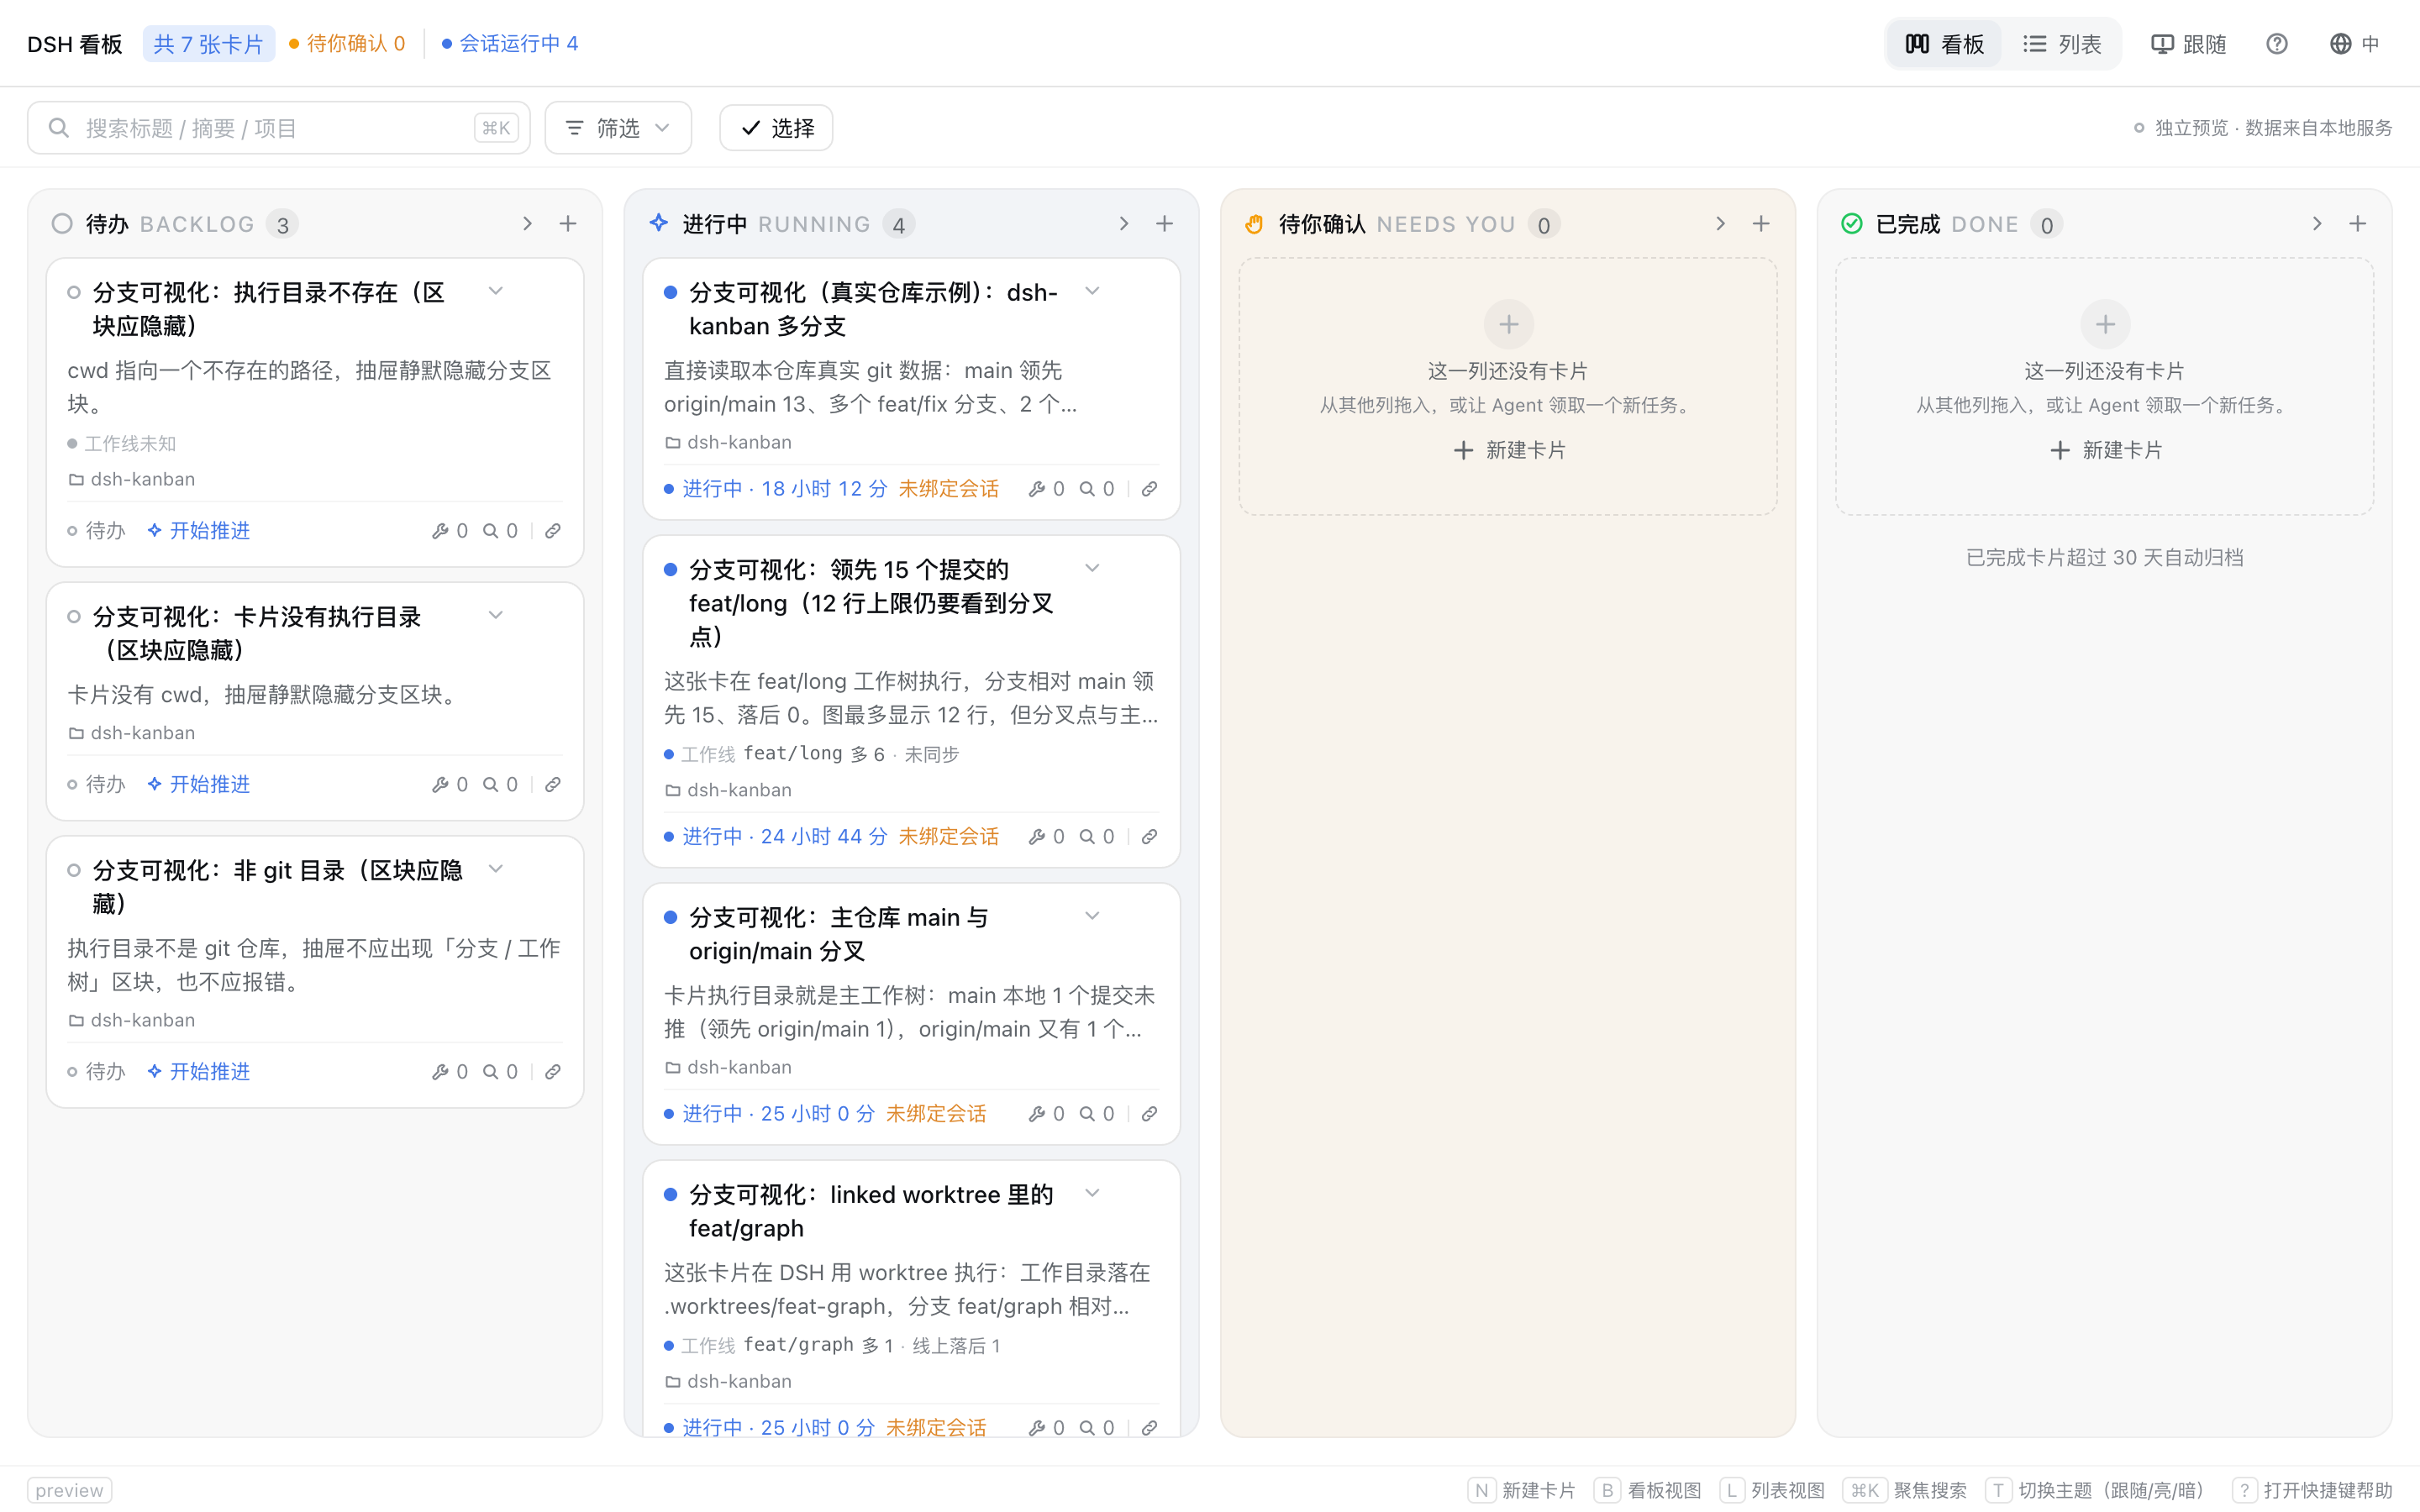 DSH 看板 共 7 张卡片 待你确认 0 会话运行中 4 看板 列表 跟随 中
搜索标题 / 摘要 / 项目 ⌘K 筛选 选择 独立预览 · 数据来自本地服务
待办 BACKLOG 3
分支可视化：执行目录不存在（区
块应隐藏）
cwd 指向一个不存在的路径，抽屉静默隐藏分支区
块。
工作线未知
dsh-kanban
待办 开始推进 0 0
分支可视化：卡片没有执行目录
（区块应隐藏）
卡片没有 cwd，抽屉静默隐藏分支区块。
dsh-kanban
待办 开始推进 0 0
分支可视化：非 git 目录（区块应隐
藏）
执行目录不是 git 仓库，抽屉不应出现「分支 / 工作
树」区块，也不应报错。
dsh-kanban
待办 开始推进 0 0
进行中 RUNNING 4
分支可视化（真实仓库示例）：dsh-
kanban 多分支
直接读取本仓库真实 git 数据：main 领先
origin/main 13、多个 feat/fix 分支、2 个...
dsh-kanban
进行中 · 18 小时 12 分 未绑定会话 0 0
分支可视化：领先 15 个提交的
feat/long（12 行上限仍要看到分叉
点）
这张卡在 feat/long 工作树执行，分支相对 main 领
先 15、落后 0。图最多显示 12 行，但分叉点与主...
工作线 feat/long 多 6 · 未同步
dsh-kanban
进行中 · 24 小时 44 分 未绑定会话 0 0
分支可视化：主仓库 main 与
origin/main 分叉
卡片执行目录就是主工作树：main 本地 1 个提交未
推（领先 origin/main 1），origin/main 又有 1 个...
dsh-kanban
进行中 · 25 小时 0 分 未绑定会话 0 0
分支可视化：linked worktree 里的
feat/graph
这张卡片在 DSH 用 worktree 执行：工作目录落在
.worktrees/feat-graph，分支 feat/graph 相对...
工作线 feat/graph 多 1 · 线上落后 1
dsh-kanban
进行中 · 25 小时 0 分 未绑定会话 0 0
待你确认 NEEDS YOU 0
这一列还没有卡片
从其他列拖入，或让 Agent 领取一个新任务。
新建卡片
已完成 DONE 0
这一列还没有卡片
从其他列拖入，或让 Agent 领取一个新任务。
新建卡片
已完成卡片超过 30 天自动归档
preview N 新建卡片 B 看板视图 L 列表视图 ⌘K 聚焦搜索 T 切换主题（跟随/亮/暗） ? 打开快捷键帮助